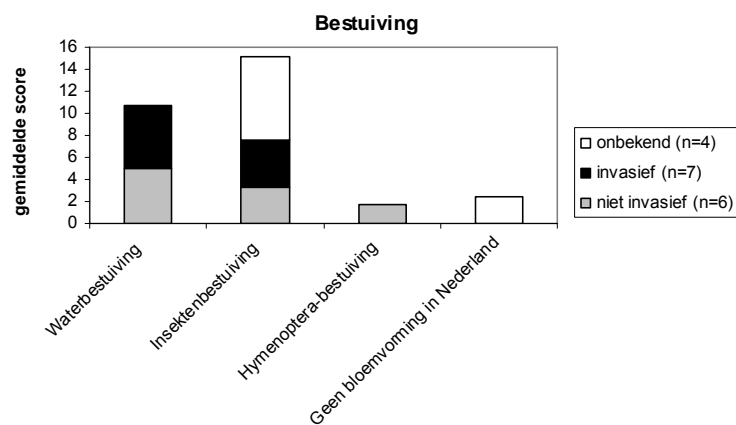 Bestuiving
gemiddelde score
16
14
12
10
8
6
4
2
0
Waterbestuiving
Insektenbestuiving
Hymenoptera-bestuiving
Geen bloemvorming in Nederland
onbekend (n=4)
invasief (n=7)
niet invasief (n=6)